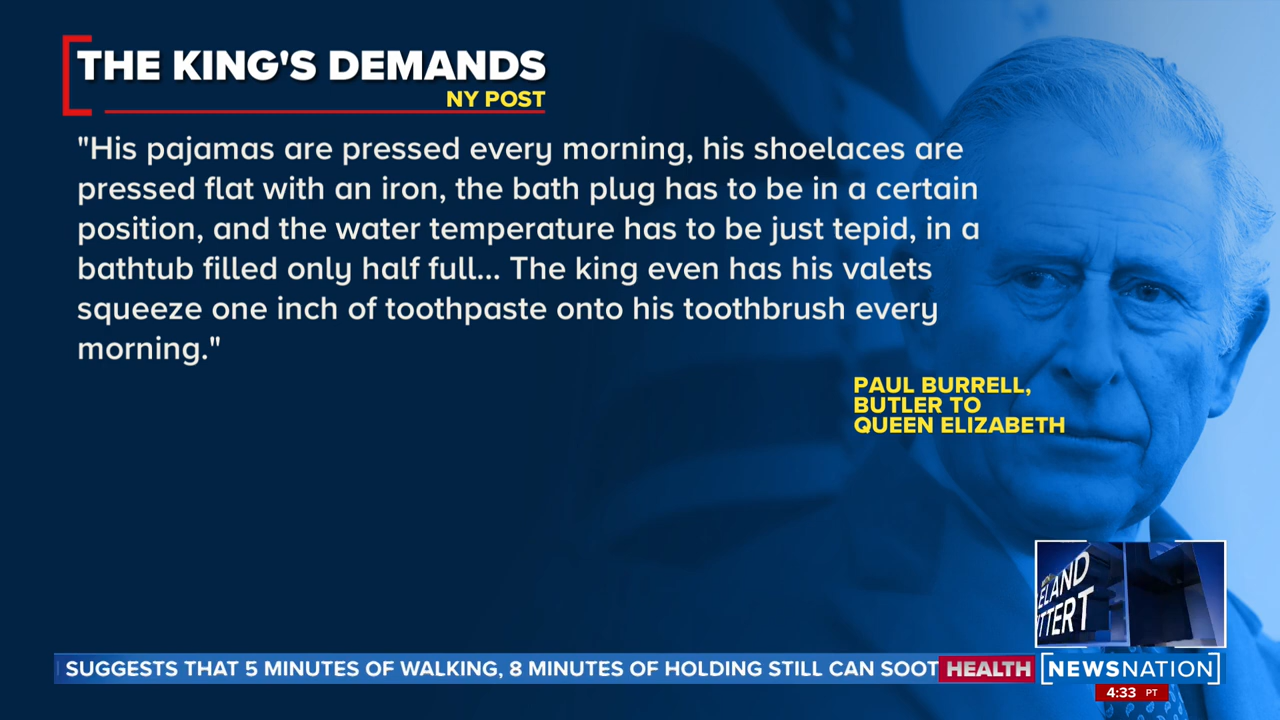 THE KING'S DEMANDS
NY POST
"His pajamas are pressed every morning, his shoelaces are
pressed flat with an iron, the bath plug has to be in a certain
position, and the water temperature has to be just tepid, in a
bathtub filled only half full... The king even has his valets
squeeze one inch of toothpaste onto his toothbrush every
morning."
PAUL BURRELL,
BUTLER TO
QUEEN ELIZABETH
ELAND
TTERT
SUGGESTS THAT 5 MINUTES OF WALKING, 8 MINUTES OF HOLDING STILL CAN SOOT
HEALTH
NEWSNATION
4:33 PT